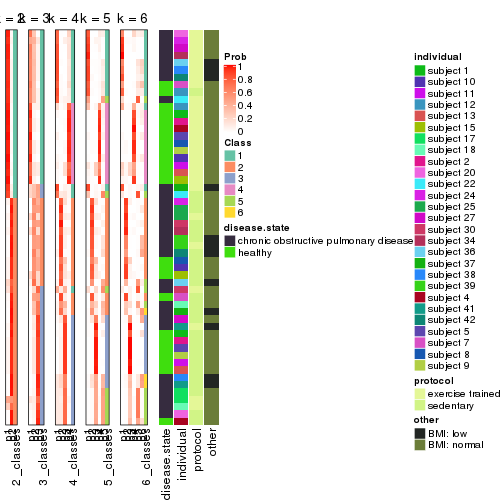 k = 2 k = 3 k = 4 k = 5 k = 6
Prob
1
0.8
0.6
0.4
0.2
0
Class
1
2
3
4
5
6
disease.state
chronic obstructive pulmonary disease
healthy
individual
subject 1
subject 10
subject 11
subject 12
subject 13
subject 15
subject 17
subject 18
subject 2
subject 20
subject 22
subject 24
subject 25
subject 27
subject 30
subject 34
subject 36
subject 37
subject 38
subject 39
subject 4
subject 41
subject 42
subject 5
subject 7
subject 8
subject 9
protocol
exercise trained
sedentary
other
BMI: low
BMI: normal
2_classes
3_classes
4_classes
5_classes
6_classes
disease.state
individual
protocol
other